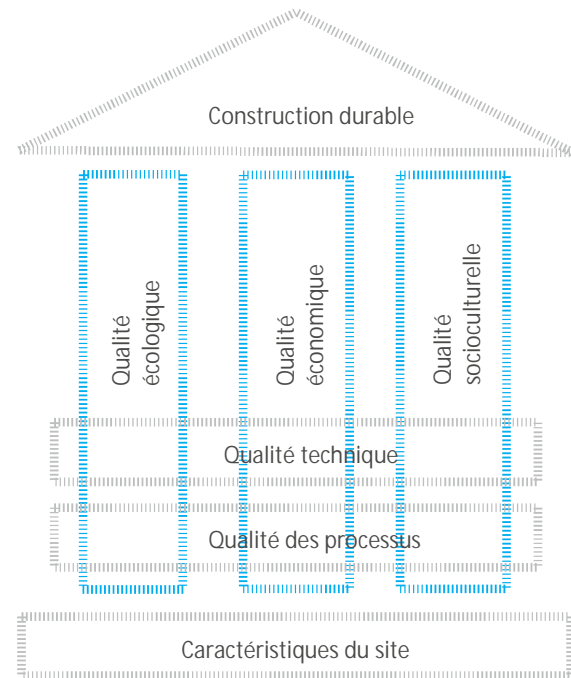 Construction durable
Qualité
écologique
Qualité
économique
Qualité
socioculturelle
Qualité technique
Qualité des processus
Caractéristiques du site